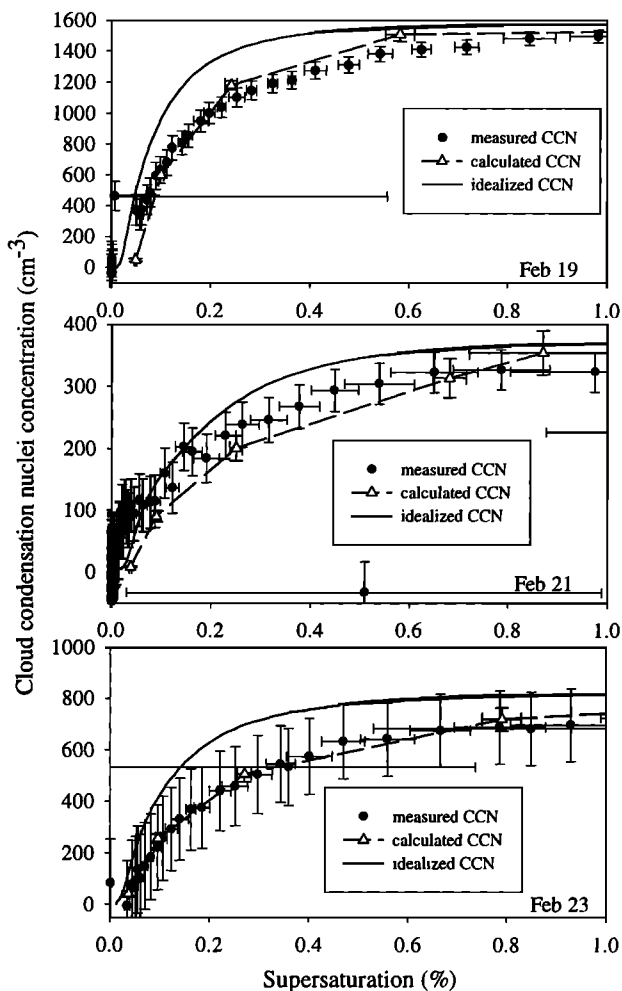 Cloud condensation nuclei concentration (cm⁻³)
1600
1400
1200
1000
800
600
400
200
0
measured CCN
calculated CCN
idealized CCN
Feb 19
0.0 0.2 0.4 0.6 0.8 1.0
400
300
200
100
0
measured CCN
calculated CCN
idealized CCN
Feb 21
0.0 0.2 0.4 0.6 0.8 1.0
1000
800
600
400
200
0
measured CCN
calculated CCN
idealized CCN
Feb 23
0.0 0.2 0.4 0.6 0.8 1.0
Supersaturation (%)